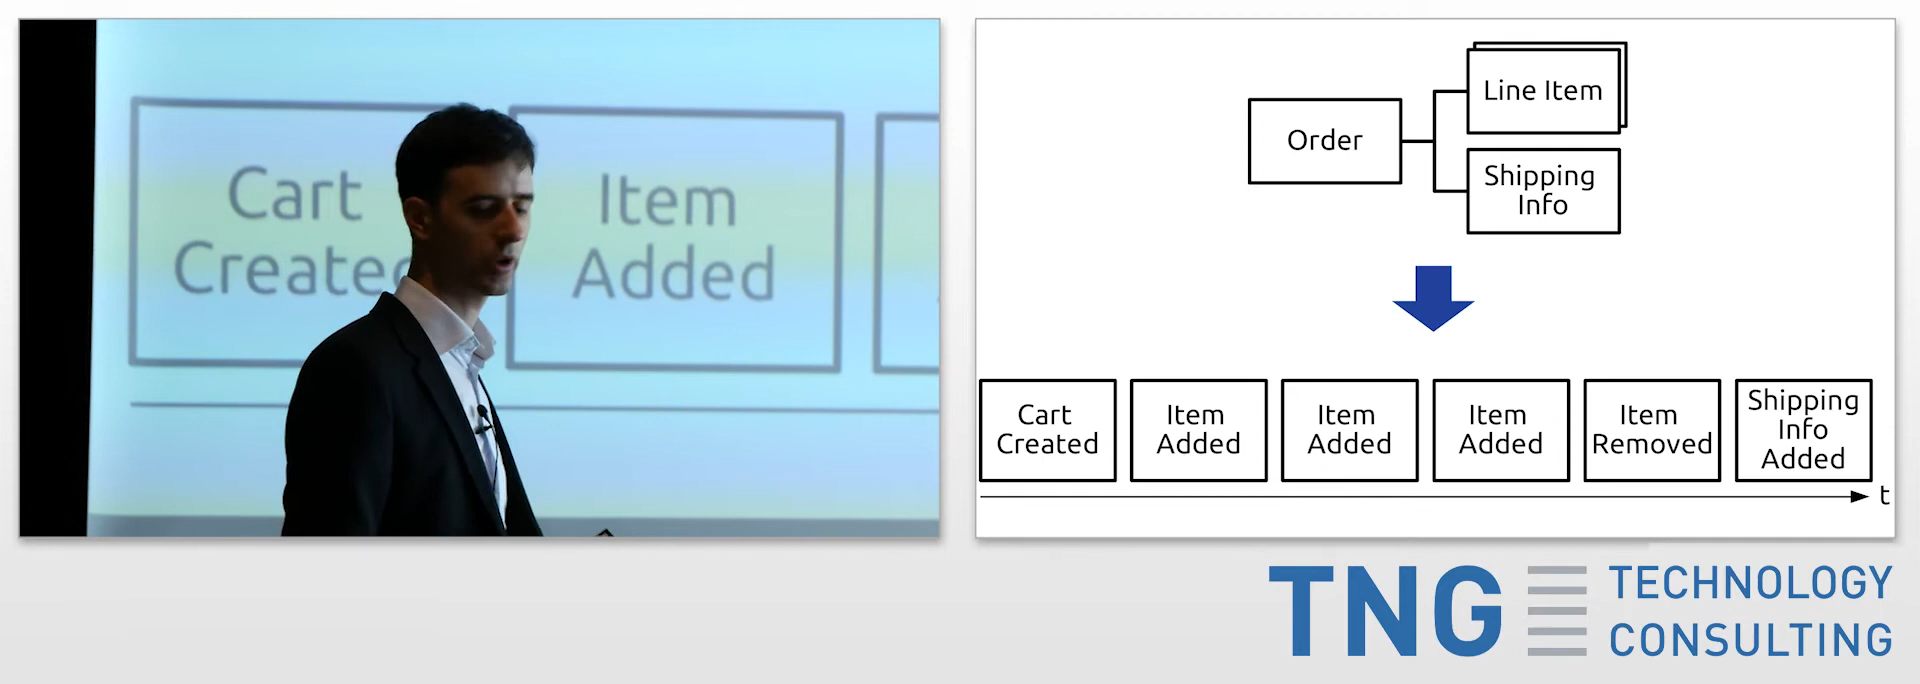 Cart
Created
Item
Added
Order
Line Item
Shipping
Info
Cart
Created
Item
Added
Item
Added
Item
Added
Item
Removed
Shipping
Info
Added
t
TNG
TECHNOLOGY
CONSULTING